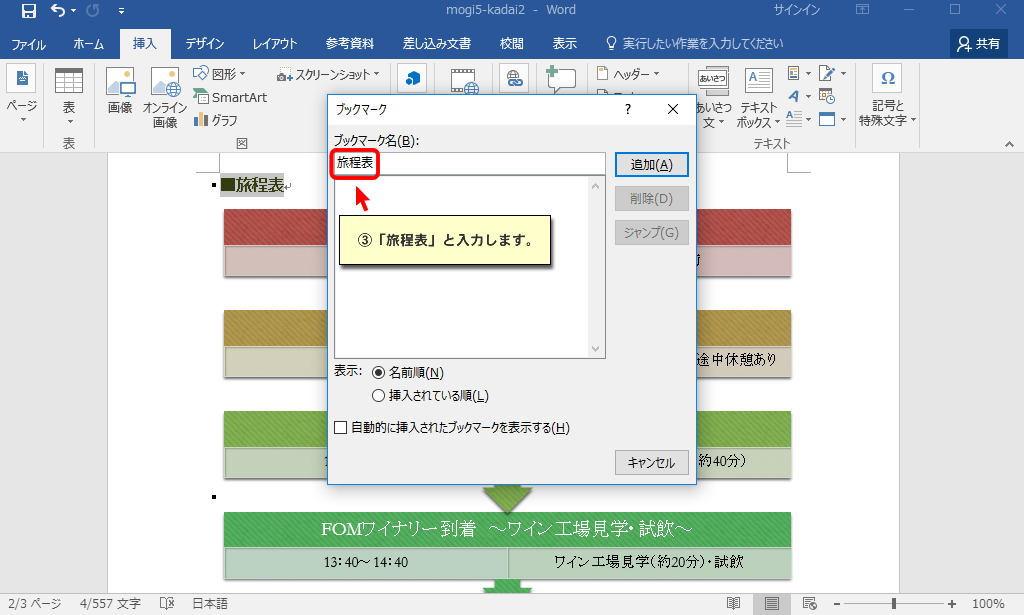 mogi5-kadai2 - Word
サインイン
ファイル ホーム 挿入 デザイン レイアウト 参考資料 差し込み文書 校閲 表示 実行したい作業を入力してください 共有
ページ
表
画像
オンライン
画像
図形
SmartArt
グラフ
スクリーンショット
ヘッダー
あいさつ
あいさつ
文
テキスト
ボックス
記号と
特殊文字
表
図
テキスト
ブックマーク
?
ブックマーク名(B):
旅程表
追加(A)
削除(D)
ジャンプ(G)
③「旅程表」と入力します。
表示:
名前順(N)
挿入されている順(L)
自動的に挿入されたブックマークを表示する(H)
キャンセル
■旅程表
途中休憩あり
約40分)
FOMワイナリー到着 ～ワイン工場見学・試飲～
13:40～14:40
ワイン工場見学(約20分)・試飲
2/3 ページ
4/557 文字
日本語
100%